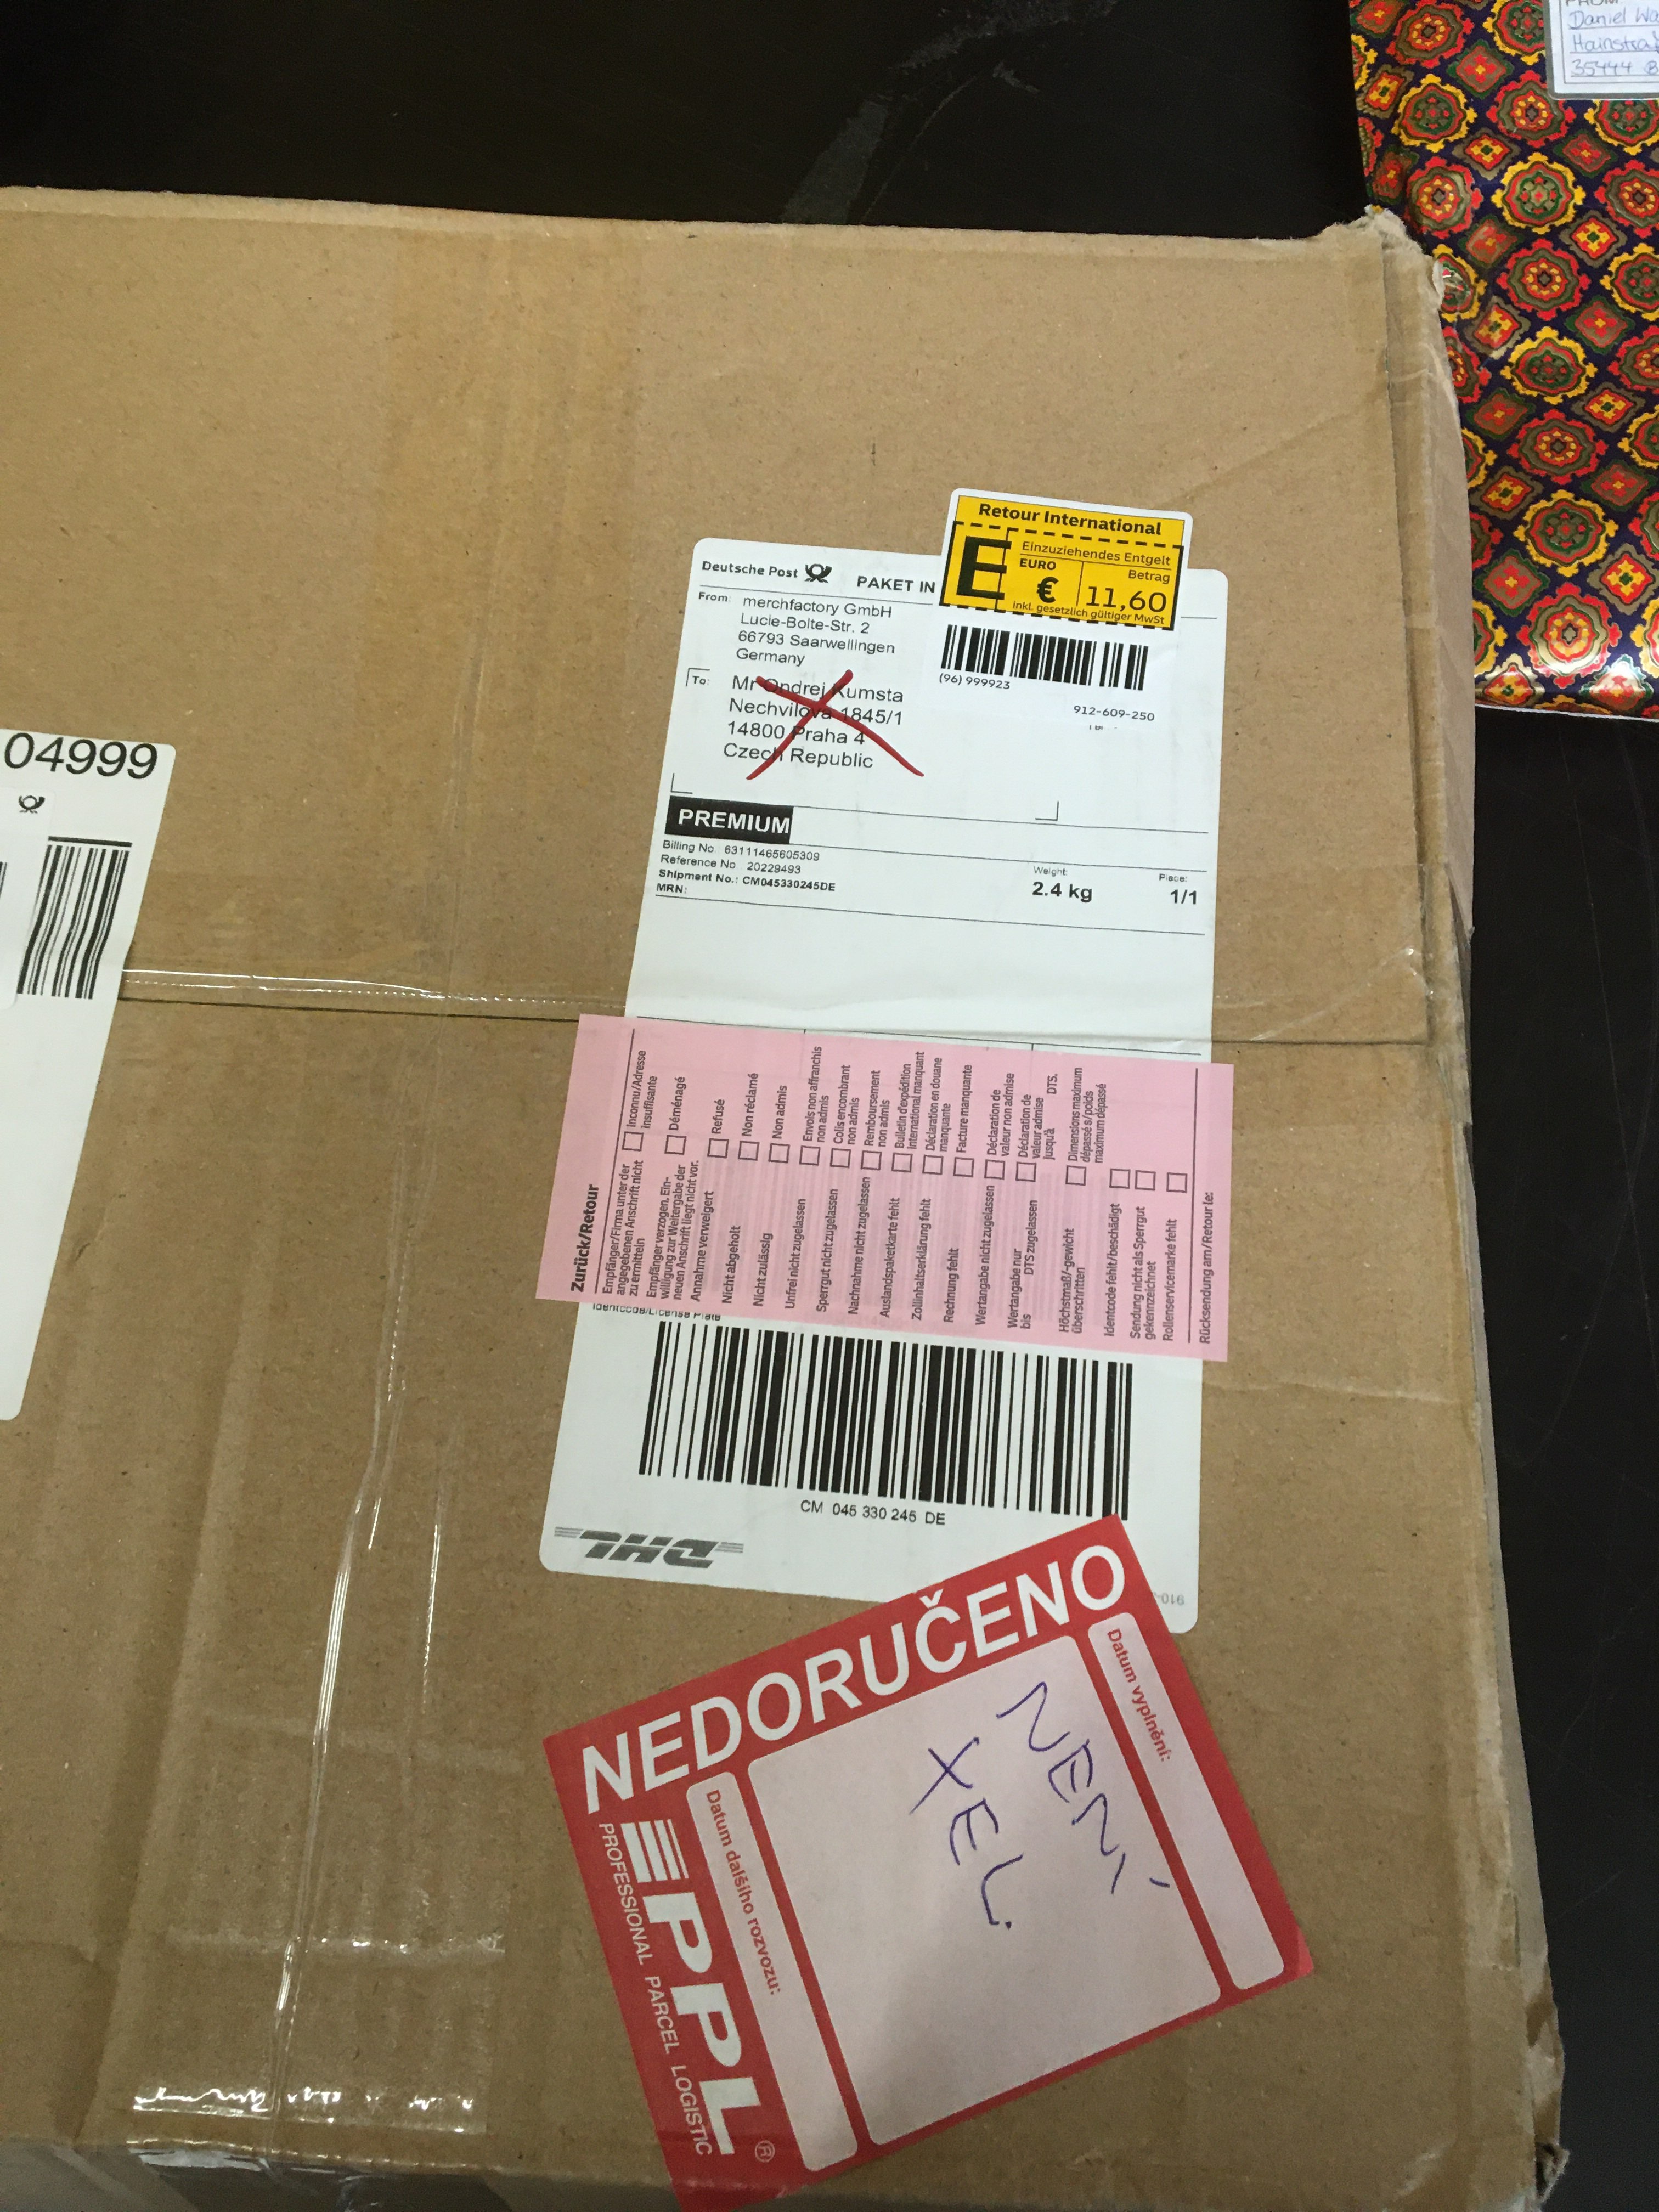 FROM
Daniel
35444
Retour International
E
Einzuziehendes Entgelt
EURO
€
Betrag
11,60
inkl. gesetzlich gültiger MwSt
(96) 999923
912-609-250
Deutsche Post
PAKET IN
From:
merchfactory GmbH
Lucie-Bolte-Str. 2
66793 Saarwellingen
Germany
To:
Mr Ondrej Kumsta
Nechvilova 1845/1
14800 Praha 4
Czech Republic
04999
PREMIUM
Billing No. 63111465605309
Reference No 20229493
Shipment No.: CM045330245DE
MRN:
Weight:
2.4 kg
Piece:
1/1
Zurück/Retour
Empfänger/Firma unter der
angegebenen Anschrift nicht
zu ermitteln
Inconnu/Adresse
Insuffisante
Empfänger verzogen. Ein-
willigung zur Weitergabe der
neuen Anschrift liegt nicht vor.
Déménagé
Annahme verweigert
Refusé
Nicht abgeholt
Non réclamé
Nicht zulässig
Non admis
Unfrei nicht zugelassen
Envois non affranchis
non admis
Sperrgut nicht zugelassen
Colis encombrant
non admis
Nachnahme nicht zugelassen
Remboursement
non admis
Auslandspaketkarte fehlt
Bulletin d'expédition
international manquant
Zollinhaltserklärung fehlt
Déclaration en douane
manquante
Rechnung fehlt
Facture manquante
Wertangabe nicht zugelassen
Déclaration de
valeur non admise
Wertangabe nur
bis DTS zugelassen
Déclaration de
valeur admise
jusqu'à DTS.
Höchstmaß/-gewicht
überschritten
Dimensions maximum
dépassé s/poids
maximum dépassé
Identcode fehlt/beschädigt
Sendung nicht als Sperrgut
gekennzeichnet
Rollenservicemarke fehlt
Rücksendung am/Retour le:
Identcode/License Plate
CM 045 330 245 DE
DHL
910-
NEDORUČENO
Datum vyplnění:
NENÍ
XEL.
Datum dalšího rozvozu:
PPL
PROFESSIONAL PARCEL LOGISTIC
®